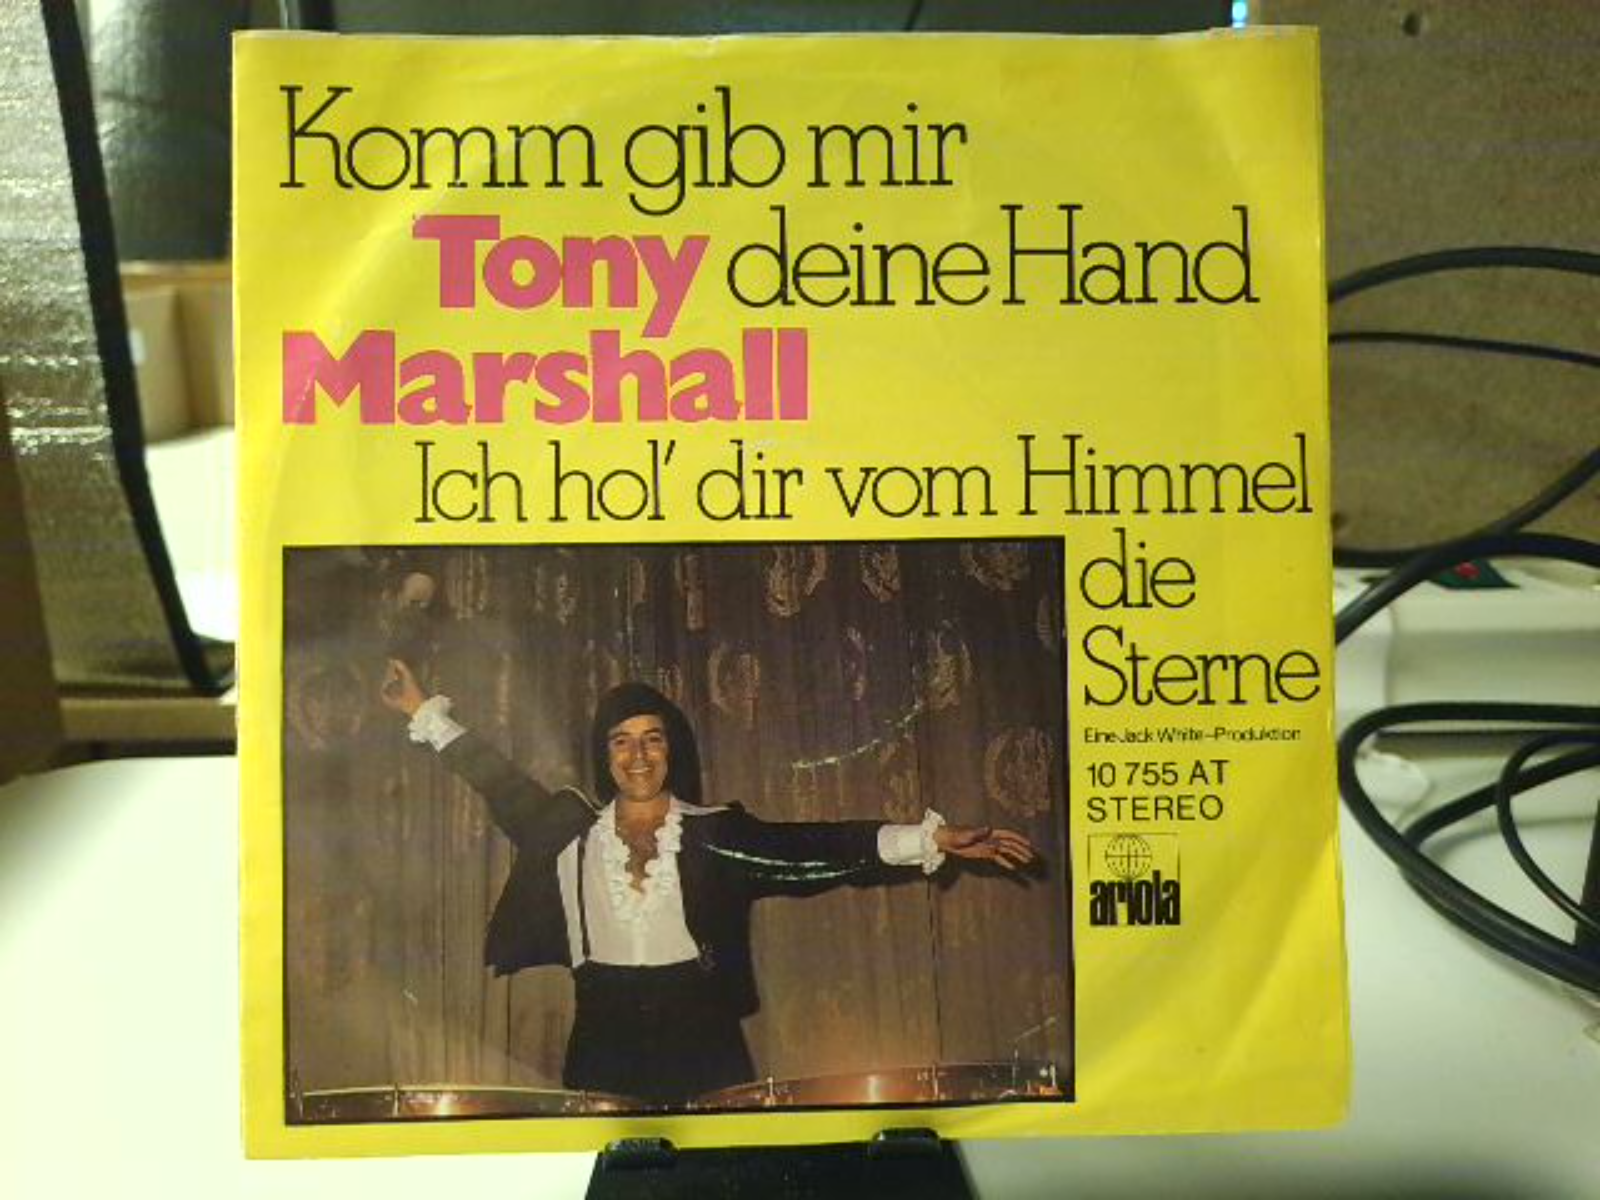 Komm gib mir
Tony deine Hand
Marshall
Ich hol' dir vom Himmel
die
Sterne
Eine Jack White-Produktion
10 755 AT
STEREO
ariola